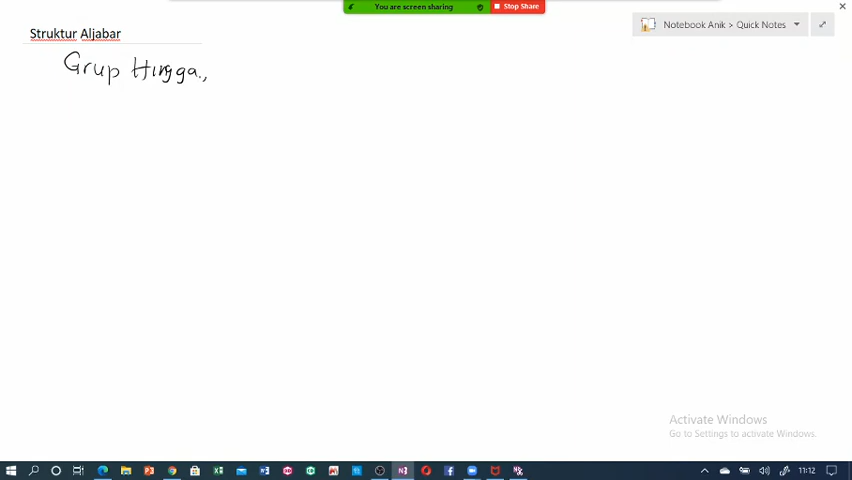 You are screen sharing Stop Share
Notebook Anik > Quick Notes
Struktur Aljabar
Grup Hingga.,
Activate Windows
Go to Settings to activate Windows.
11:12